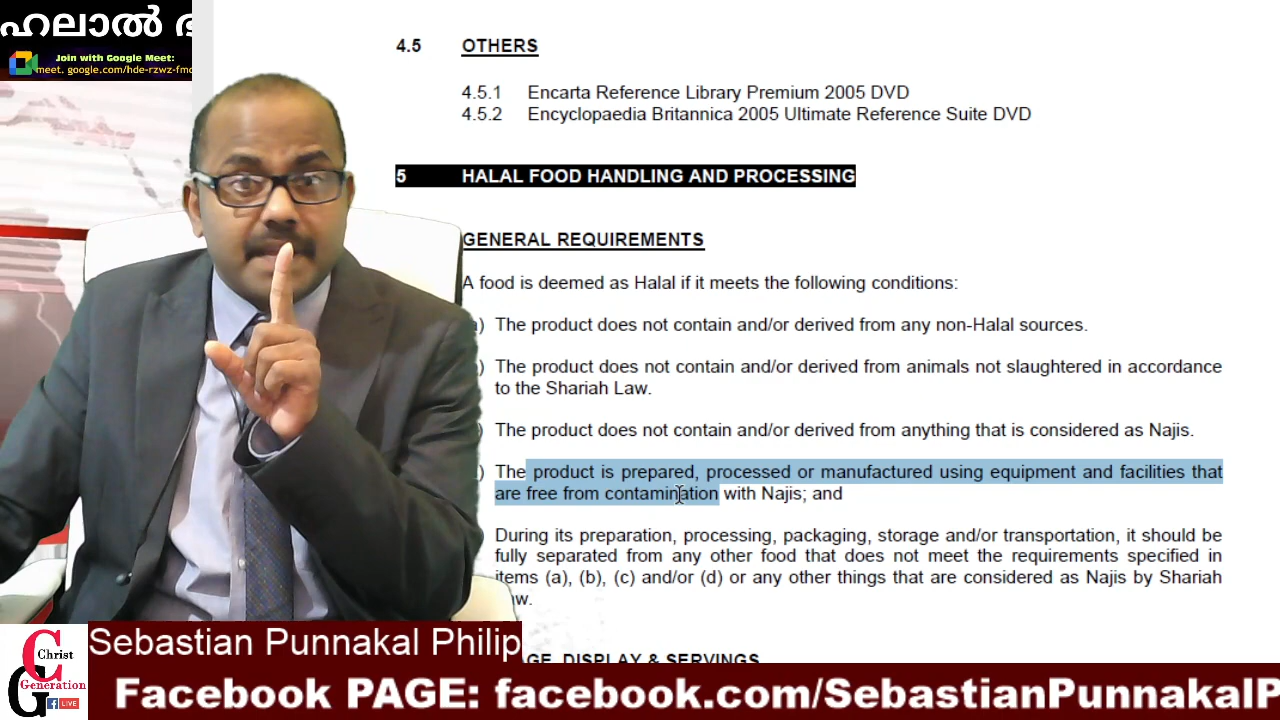 ഹലാൽ ഭ
Join with Google Meet:
meet. google.com/hde-rzwz-fmc
4.5 OTHERS
4.5.1 Encarta Reference Library Premium 2005 DVD
4.5.2 Encyclopaedia Britannica 2005 Ultimate Reference Suite DVD
5 HALAL FOOD HANDLING AND PROCESSING
GENERAL REQUIREMENTS
A food is deemed as Halal if it meets the following conditions:
) The product does not contain and/or derived from any non-Halal sources.
) The product does not contain and/or derived from animals not slaughtered in accordance
to the Shariah Law.
) The product does not contain and/or derived from anything that is considered as Najis.
) The product is prepared, processed or manufactured using equipment and facilities that
are free from contamination with Najis; and
During its preparation, processing, packaging, storage and/or transportation, it should be
fully separated from any other food that does not meet the requirements specified in
items (a), (b), (c) and/or (d) or any other things that are considered as Najis by Shariah
DISPLAY & SERVINGS
Christ
Generation
LIVE
Sebastian Punnakal Philip
Facebook PAGE: facebook.com/SebastianPunnakalP